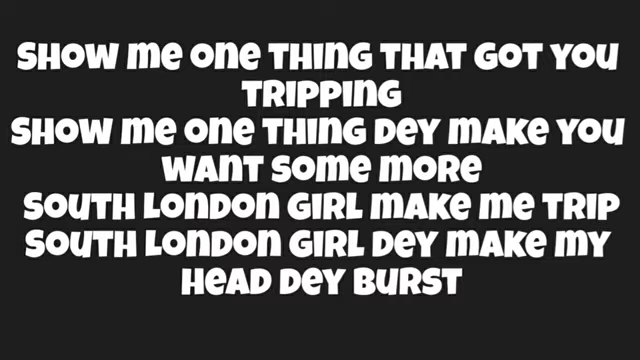 SHOW ME ONE THING THAT GOT YOU
TRIPPING
SHOW ME ONE THING DEY MAKE YOU
WANT SOME MORE
SOUTH LONDON GIRL MAKE ME TRIP
SOUTH LONDON GIRL DEY MAKE MY
HEAD DEY BURST